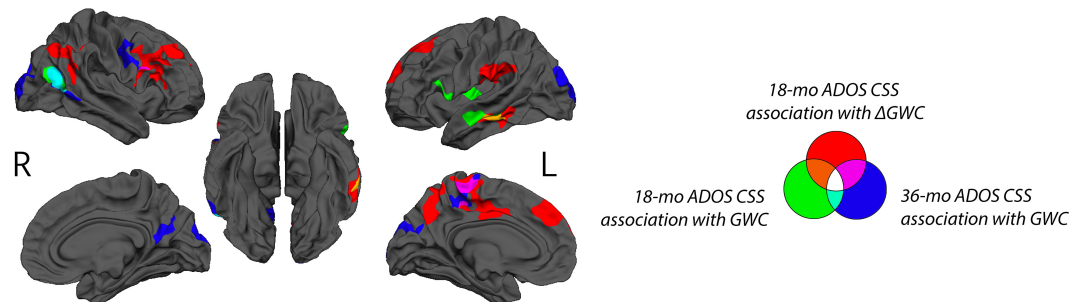 R
L
18-mo ADOS CSS
association with ΔGWC
18-mo ADOS CSS
association with GWC
36-mo ADOS CSS
association with GWC